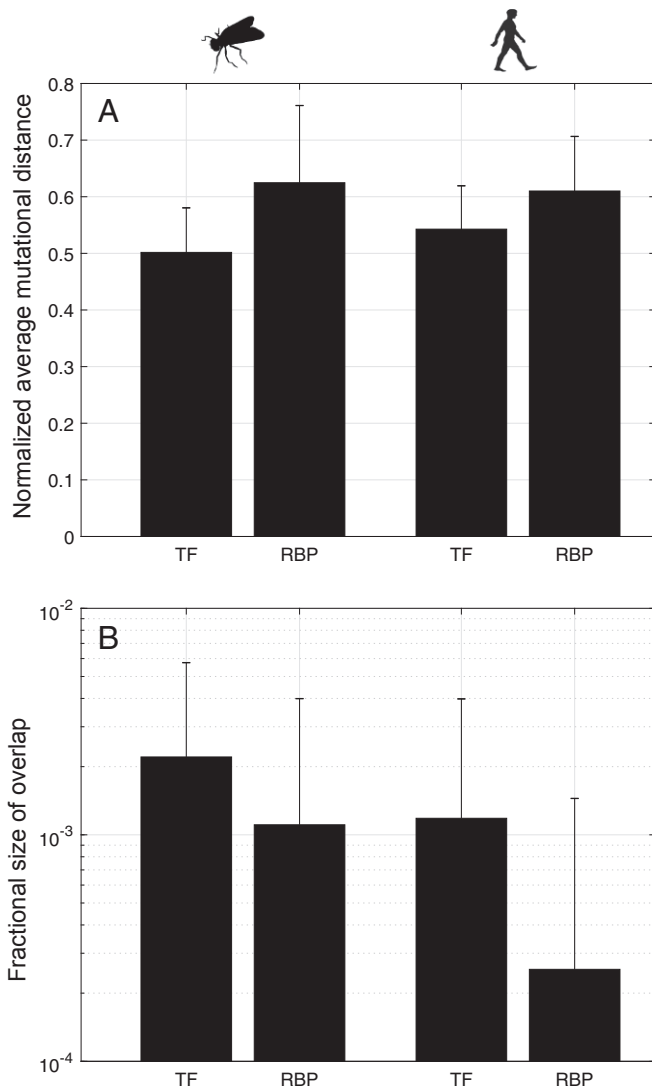 A
Normalized average mutational distance
0.8
0.7
0.6
0.5
0.4
0.3
0.2
0.1
0
TF RBP TF RBP
B
Fractional size of overlap
10-2
10-3
10-4
TF RBP TF RBP